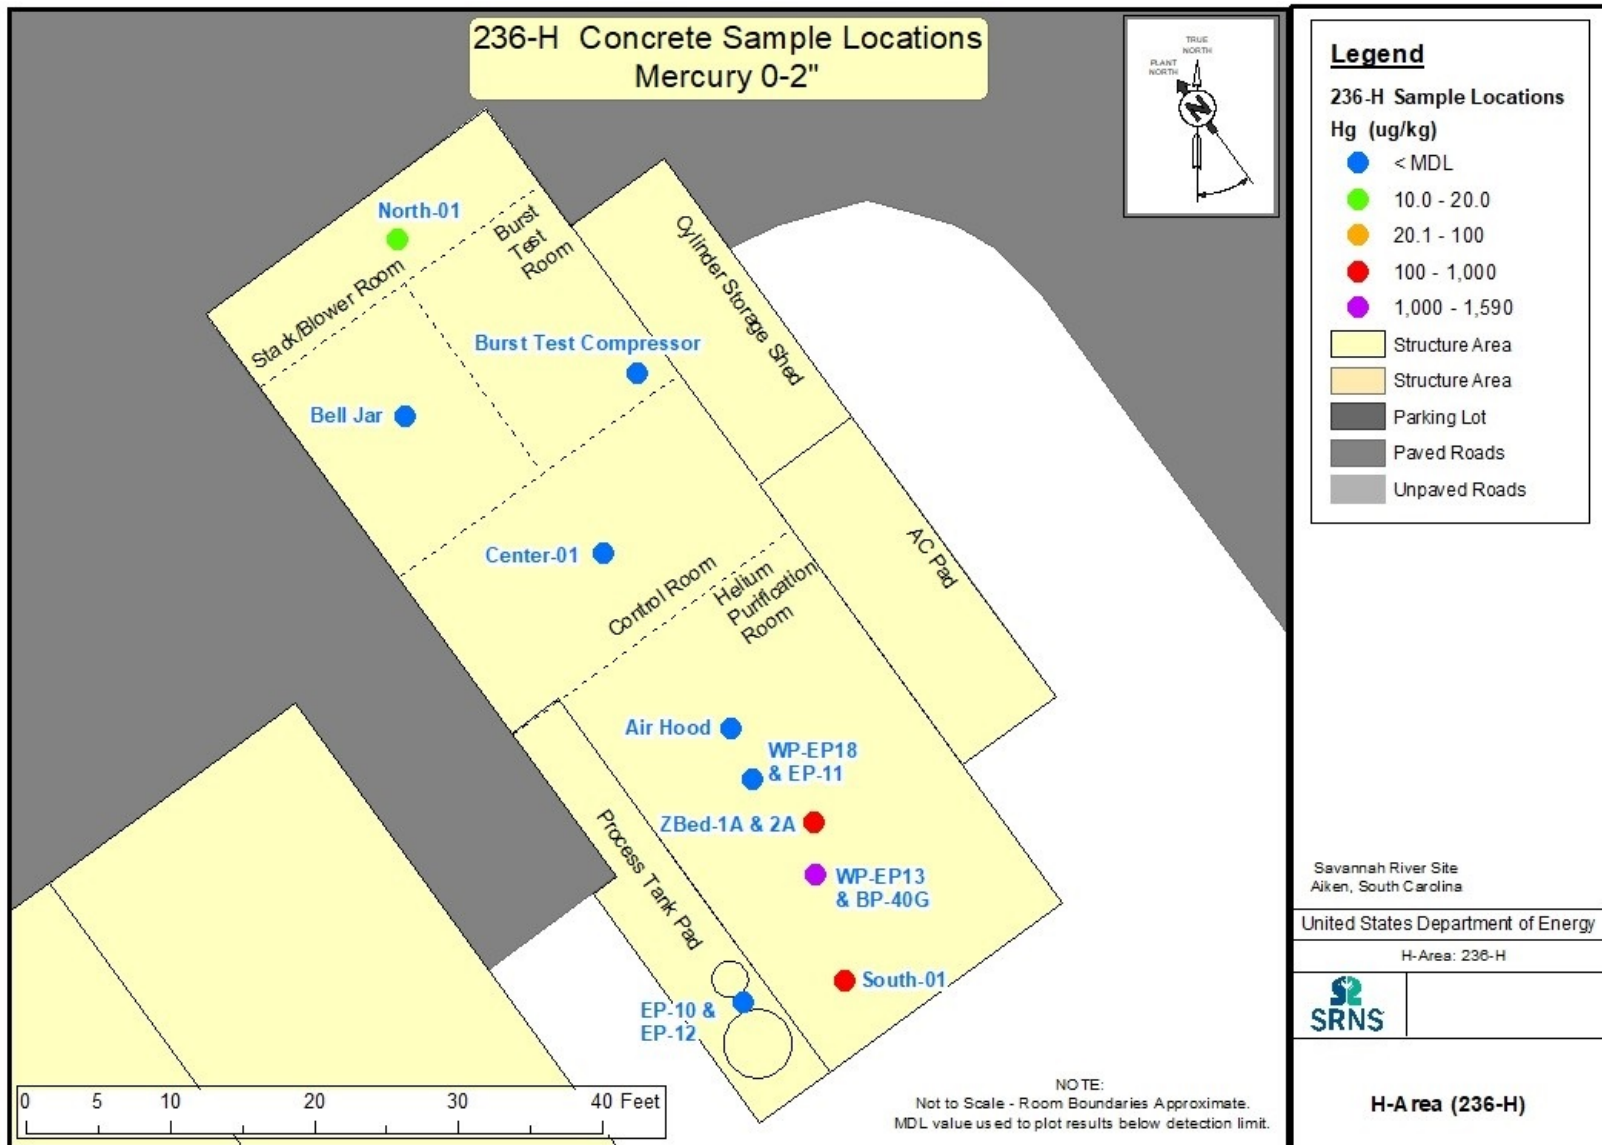 236-H Concrete Sample Locations
Mercury 0-2"
TRUE
NORTH
PLANT
NORTH
N
North-01
Burst
Test
Room
Stack/Blower Room
Cylinder Storage Shed
Burst Test Compressor
Bell Jar
Center-01
Control Room
Helium
Purification
Room
AC Pad
Air Hood
WP-EP18
& EP-11
ZBed-1A & 2A
WP-EP13
& BP-40G
Process Tank Pad
South-01
EP-10 &
EP-12
0 5 10 20 30 40 Feet
NOTE:
Not to Scale - Room Boundaries Approximate.
MDL value used to plot results below detection limit.
Legend
236-H Sample Locations
Hg (ug/kg)
< MDL
10.0 - 20.0
20.1 - 100
100 - 1,000
1,000 - 1,590
Structure Area
Structure Area
Parking Lot
Paved Roads
Unpaved Roads
Savannah River Site
Aiken, South Carolina
United States Department of Energy
H-Area: 236-H
SRNS
H-Area (236-H)